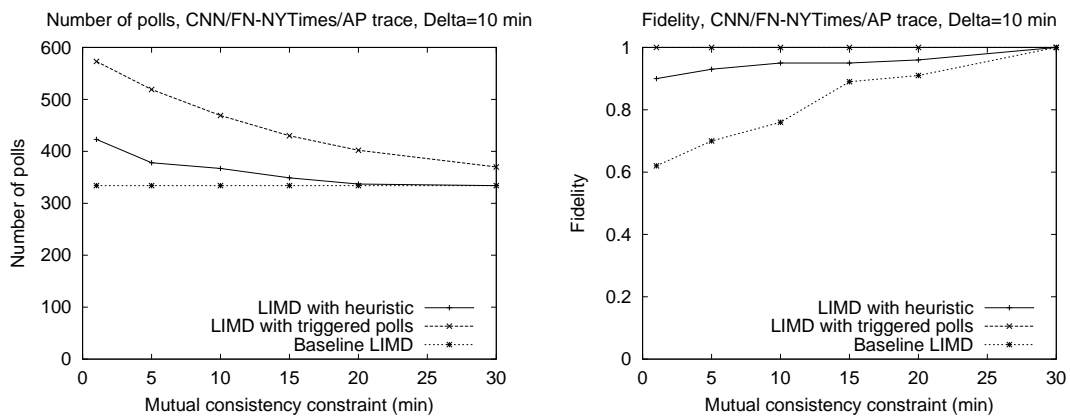 Number of polls, CNN/FN-NYTimes/AP trace, Delta=10 min
600
500
400
300
200
100
0
Number of polls
LIMD with heuristic
LIMD with triggered polls
Baseline LIMD
0 5 10 15 20 25 30
Mutual consistency constraint (min)
Fidelity, CNN/FN-NYTimes/AP trace, Delta=10 min
1
0.8
0.6
0.4
0.2
0
Fidelity
LIMD with heuristic
LIMD with triggered polls
Baseline LIMD
0 5 10 15 20 25 30
Mutual consistency constraint (min)